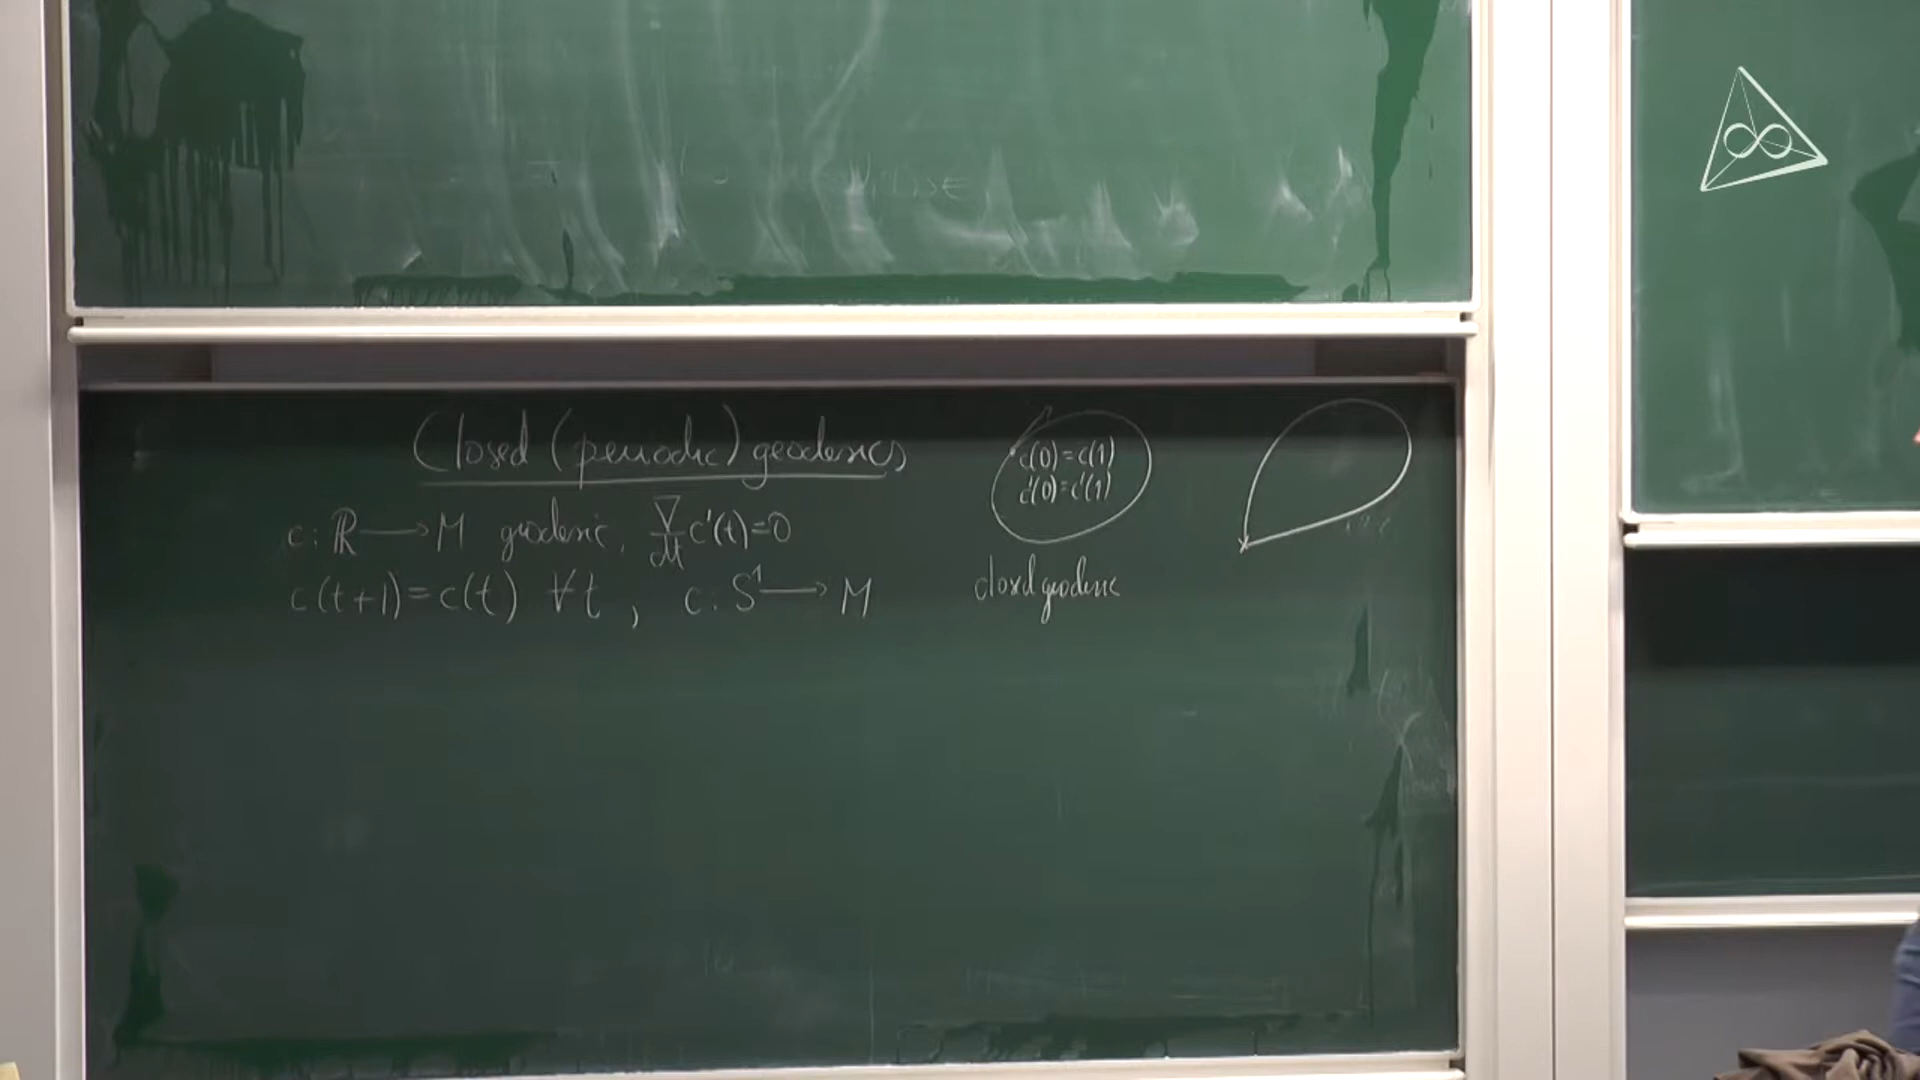 Closed (periodic) geodesics
c: ℝ ⟶ M geodesic, ∇/dt c'(t)=0
c(t+1)=c(t) ∀t , c: S¹ ⟶ M
c(0)=c(1)
c'(0)=c'(1)
closed geodesic